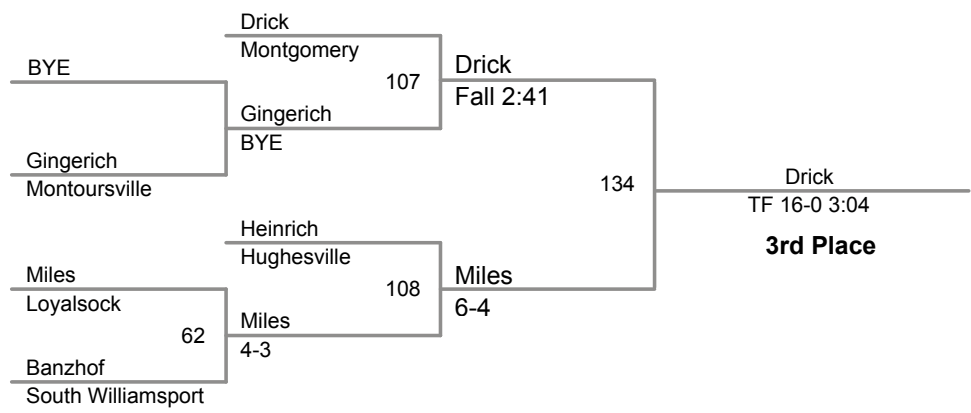 Drick
Montgomery
BYE
107
Drick
Fall 2:41
Gingerich
BYE
Gingerich
Montoursville
134
Drick
TF 16-0 3:04
3rd Place
Heinrich
Hughesville
Miles
Loyalsock
108
Miles
6-4
62
Miles
4-3
Banzhof
South Williamsport